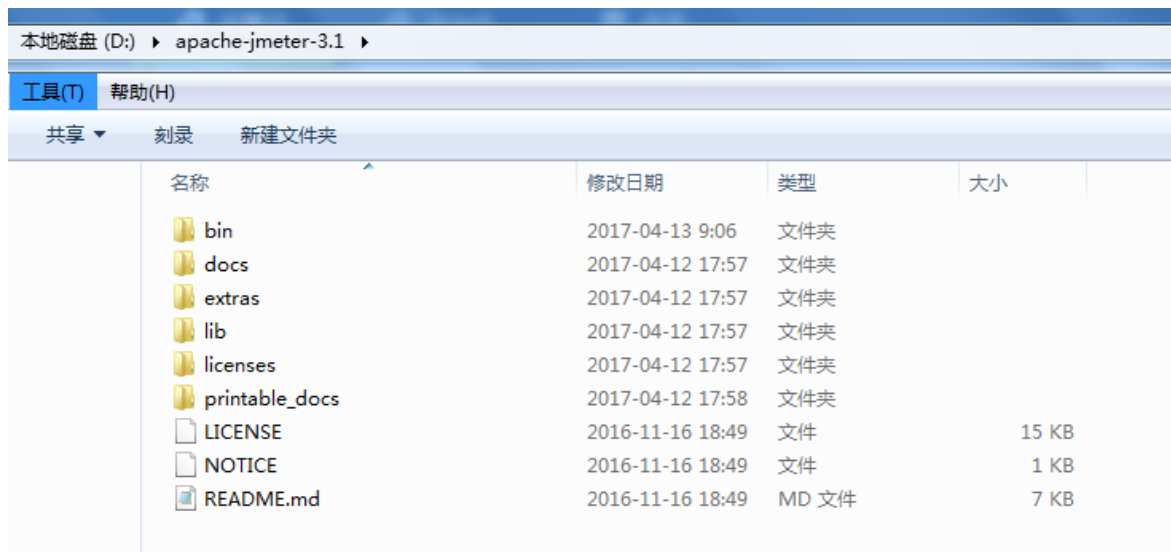 本地磁盘 (D:) ▸ apache-jmeter-3.1 ▸
工具(T) 帮助(H)
共享 刻录 新建文件夹
名称 修改日期 类型 大小
bin 2017-04-13 9:06 文件夹
docs 2017-04-12 17:57 文件夹
extras 2017-04-12 17:57 文件夹
lib 2017-04-12 17:57 文件夹
licenses 2017-04-12 17:57 文件夹
printable_docs 2017-04-12 17:58 文件夹
LICENSE 2016-11-16 18:49 文件 15 KB
NOTICE 2016-11-16 18:49 文件 1 KB
README.md 2016-11-16 18:49 MD 文件 7 KB